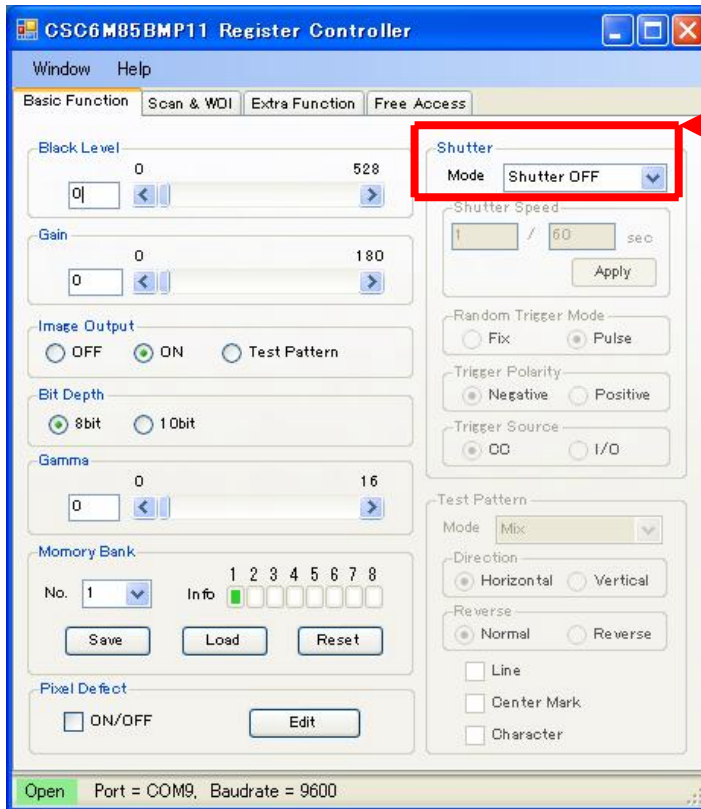 CSC6M85BMP11 Register Controller
Window Help
Basic Function Scan & WOI Extra Function Free Access
Black Level
0 528
0
Gain
0 180
0
Image Output
OFF ON Test Pattern
Bit Depth
8bit 10bit
Gamma
0 16
0
Momory Bank
1 2 3 4 5 6 7 8
No. 1 Info
Save Load Reset
Pixel Defect
ON/OFF Edit
Shutter
Mode Shutter OFF
Shutter Speed
1 / 60 sec
Apply
Random Trigger Mode
Fix Pulse
Trigger Polarity
Negative Positive
Trigger Source
CC I/O
Test Pattern
Mode Mix
Direction
Horizontal Vertical
Reverse
Normal Reverse
Line
Center Mark
Character
Open Port = COM9, Baudrate = 9600